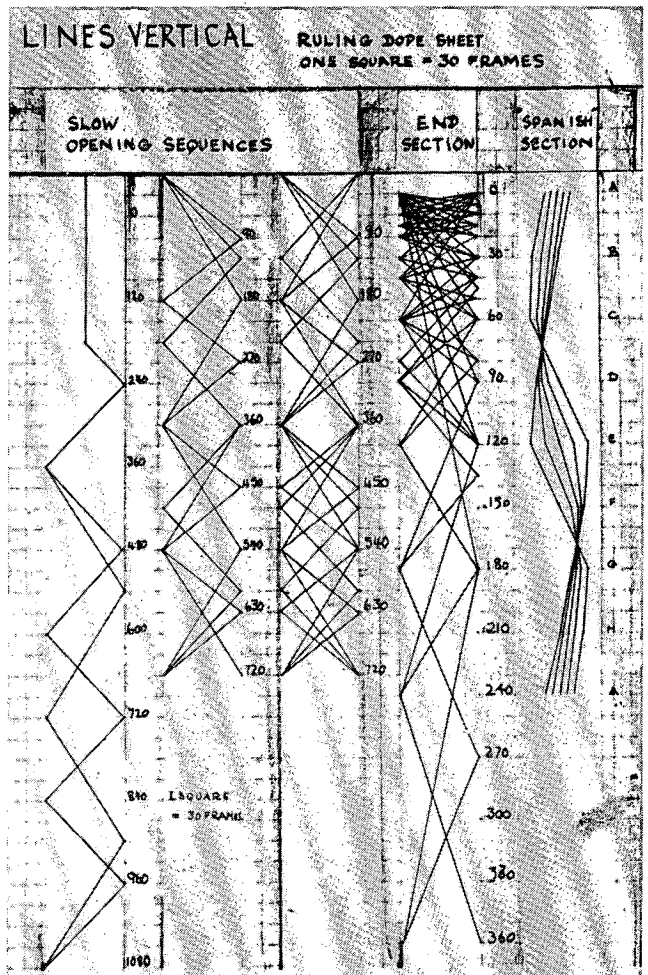 LINES VERTICAL
RULING DOPE SHEET
ONE SQUARE = 30 FRAMES
SLOW
OPENING SEQUENCES
END
SECTION
SPANISH
SECTION
0
120
240
360
480
600
720
840
960
1080
1 SQUARE
= 30 FRAMES
90
180
270
360
450
540
630
720
90
180
270
360
450
540
630
720
0
30
60
90
120
150
180
210
240
270
300
360
A
B
C
D
E
F
G
H
A